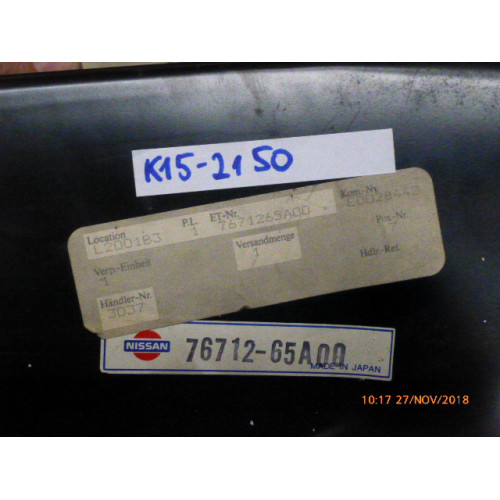 K15-2150
Location P.L. ET-Nr. Kom-Nr.
L200183 1 7671265A00 E0028442
Verp.-Einheit Versandmenge Pos.-Nr.
1 1
Händler-Nr. Hdlr.-Ref.
3037
NISSAN 76712-65A00
MADE IN JAPAN
10:17 27/NOV/2018